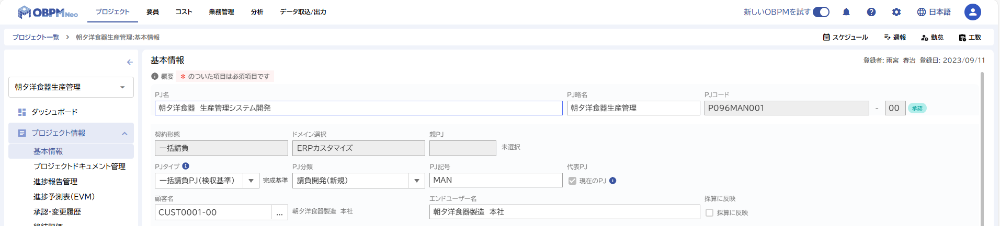 OBPM Neo プロジェクト 要員 コスト 業務管理 分析 データ取込/出力 新しいOBPMを試す 日本語
プロジェクト一覧 > 朝夕洋食器生産管理:基本情報 スケジュール 週報 勤怠 工数
基本情報 登録者: 雨宮 春治 登録日: 2023/09/11
概要 * のついた項目は必須項目です
朝夕洋食器生産管理
ダッシュボード
プロジェクト情報
基本情報
プロジェクトドキュメント管理
進捗報告管理
進捗予測表(EVM)
承認・変更履歴
終結評価
PJ名 PJ略名 PJコード
朝夕洋食器 生産管理システム開発 朝夕洋食器生産管理 P096MAN001 - 00 承認
契約形態 ドメイン選択 親PJ
一括請負 ERPカスタマイズ 未選択
PJタイプ PJ分類 PJ記号 代表PJ
一括請負PJ(検収基準) 完成基準 請負開発(新規) MAN 現在のPJ
顧客名 エンドユーザー名 採算に反映
CUST0001-00 ... 朝夕洋食器製造 本社 朝夕洋食器製造 本社 採算に反映